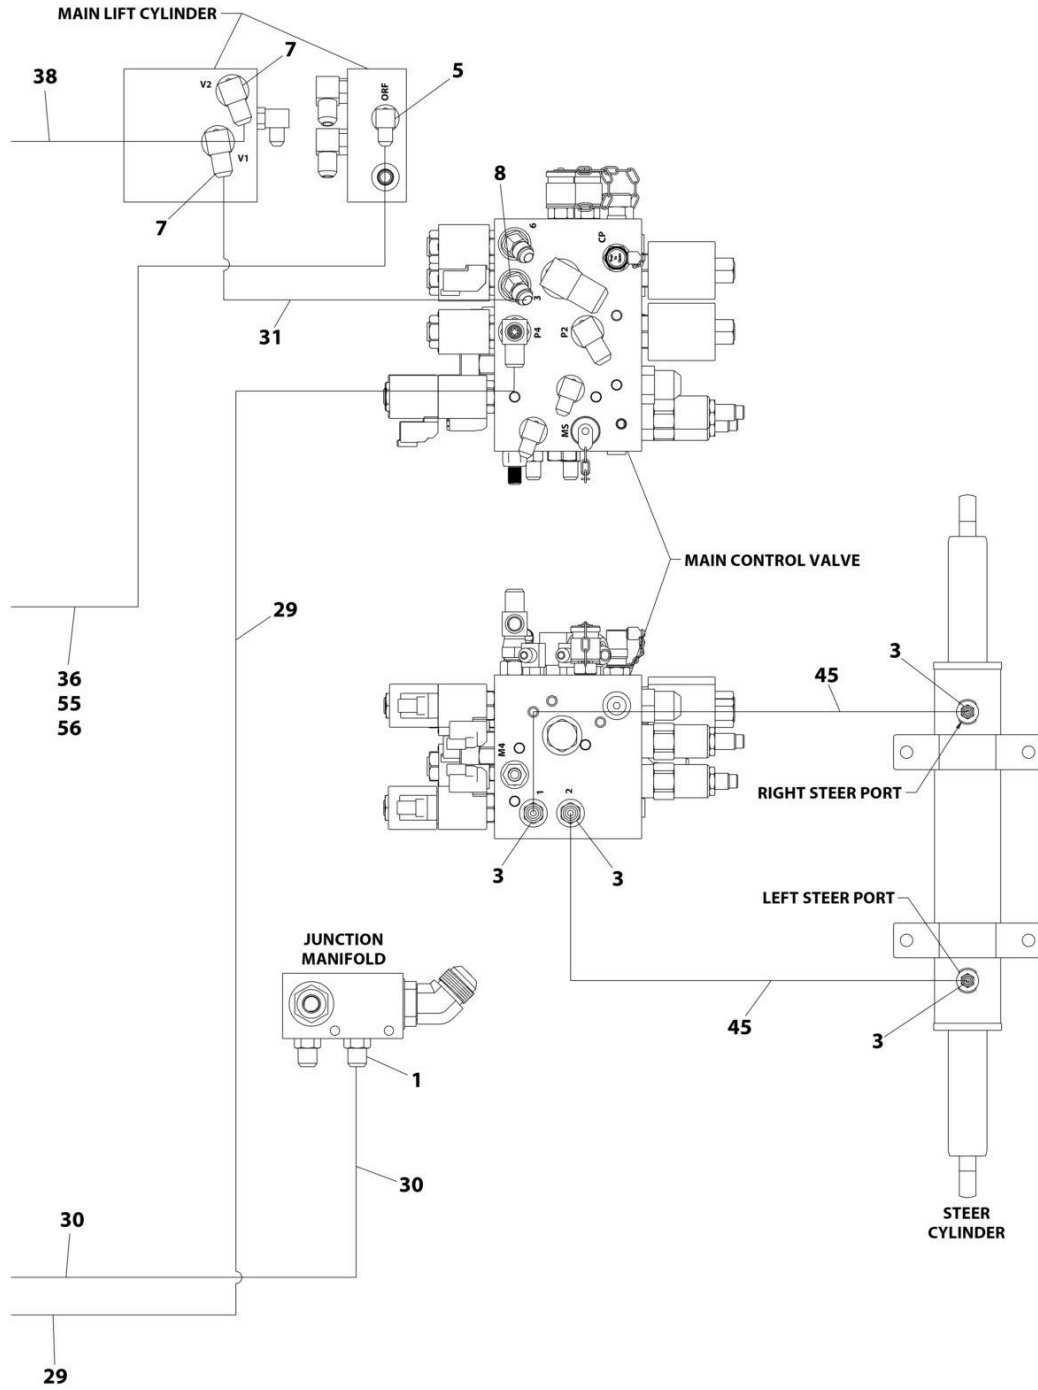 MAIN LIFT CYLINDER
7
38
5
V2
ORF
V1
8
7
6
CP
3
31
P4
P2
MS
MAIN CONTROL VALVE
29
3
36
55
56
45
M4
RIGHT STEER PORT
1
2
3
3
LEFT STEER PORT
JUNCTION
MANIFOLD
45
3
1
30
30
STEER
CYLINDER
29